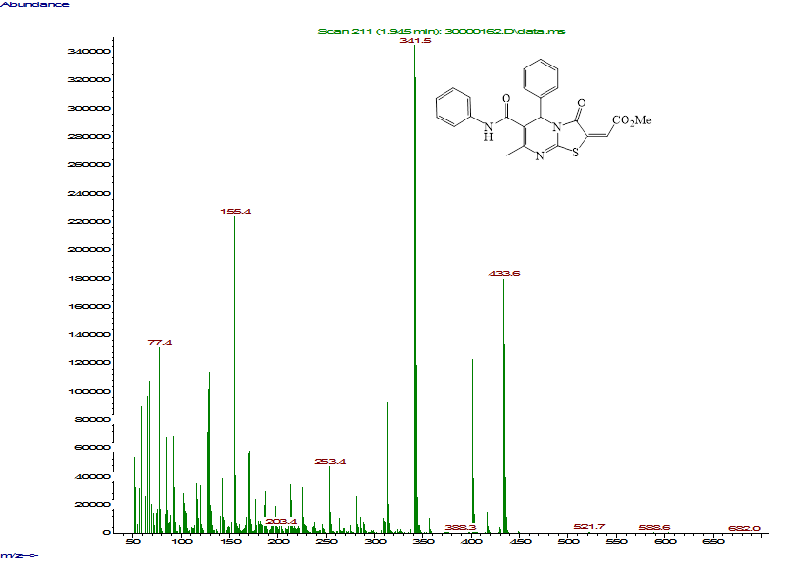 Abundance
Scan 211 (1.945 min): 30000162.D\data.ms
341.5
340000
320000
300000
280000
260000
240000
220000
200000
180000
160000
140000
120000
100000
80000
60000
40000
20000
0
155.4
433.6
77.4
253.4
203.4
388.3
521.7
588.6
682.0
50 100 150 200 250 300 350 400 450 500 550 600 650
m/z-->
O
O
CO2Me
N
H
N
N
S